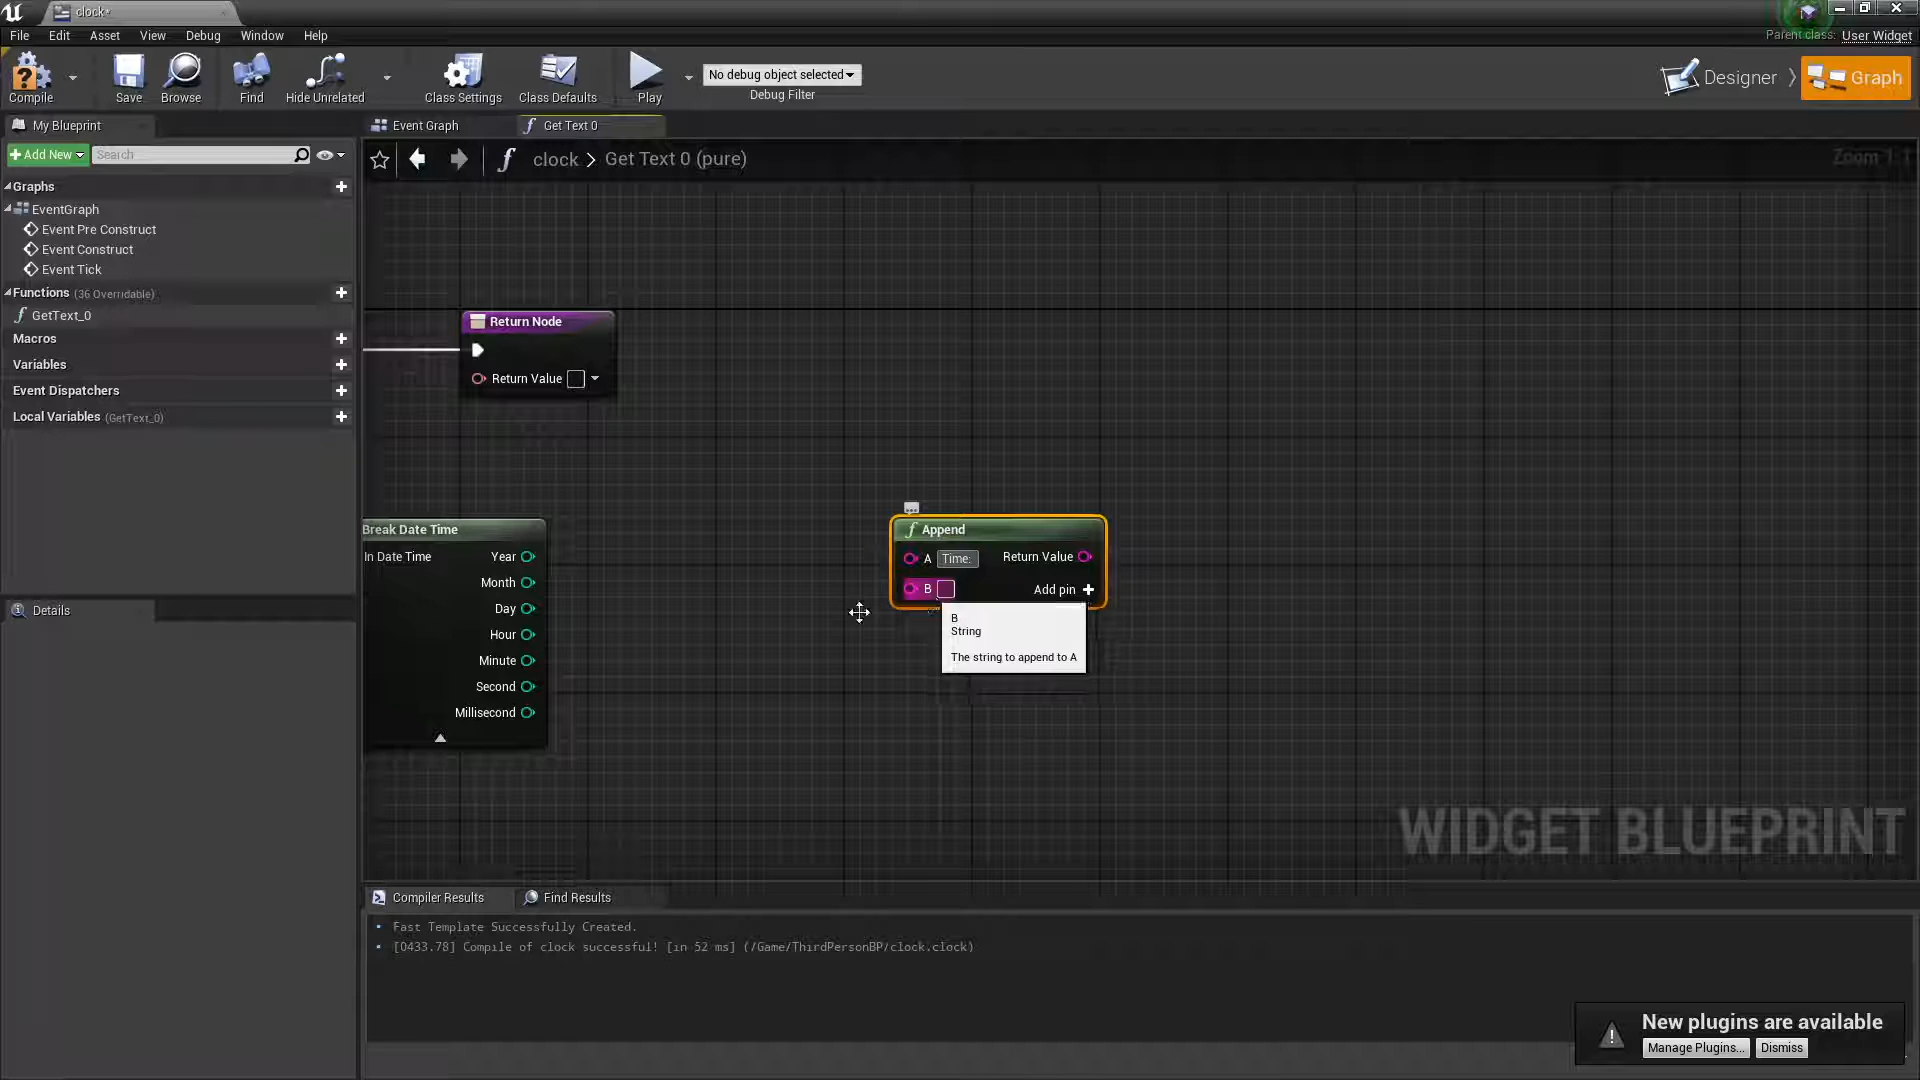 clock*
Parent class: User Widget
File Edit Asset View Debug Window Help
Compile
Save
Browse
Find
Hide Unrelated
Class Settings
Class Defaults
Play
No debug object selected
Debug Filter
Designer
Graph
My Blueprint
Event Graph
Get Text 0
Add New
Search
clock > Get Text 0 (pure)
Zoom 1:1
Graphs
EventGraph
Event Pre Construct
Event Construct
Event Tick
Functions (36 Overridable)
GetText_0
Macros
Variables
Event Dispatchers
Local Variables (GetText_0)
Return Node
Return Value
Break Date Time
In Date Time
Year
Month
Day
Hour
Minute
Second
Millisecond
Append
A Time: Return Value
B Add pin
B
String
The string to append to A
Details
WIDGET BLUEPRINT
Compiler Results
Find Results
Fast Template Successfully Created.
[0433.78] Compile of clock successful! [in 52 ms] (/Game/ThirdPersonBP/clock.clock)
New plugins are available
Manage Plugins... Dismiss